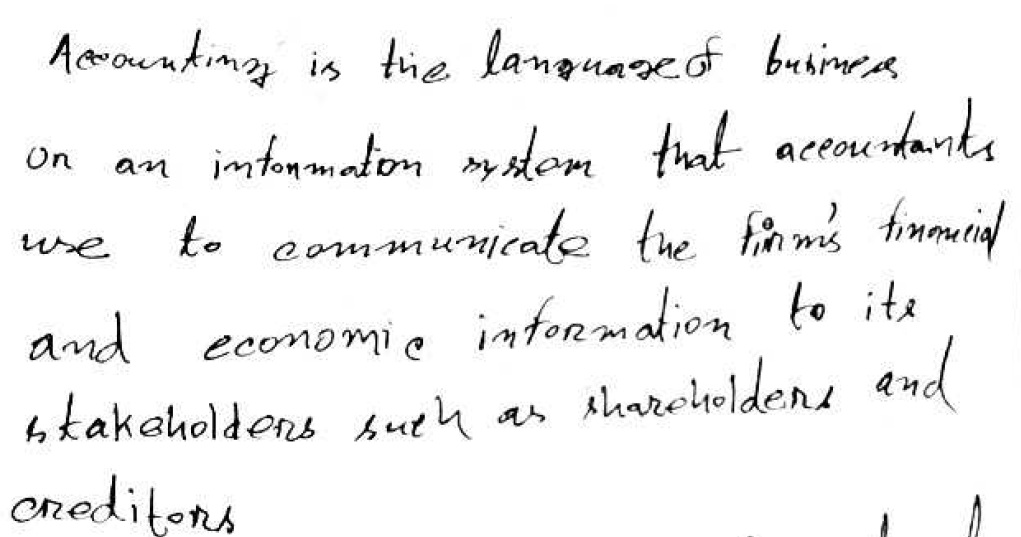 Accounting is the language of business
or an information system that accountants
use to communicate the firm's financial
and economic information to its
stakeholders such as shareholders and
creditors